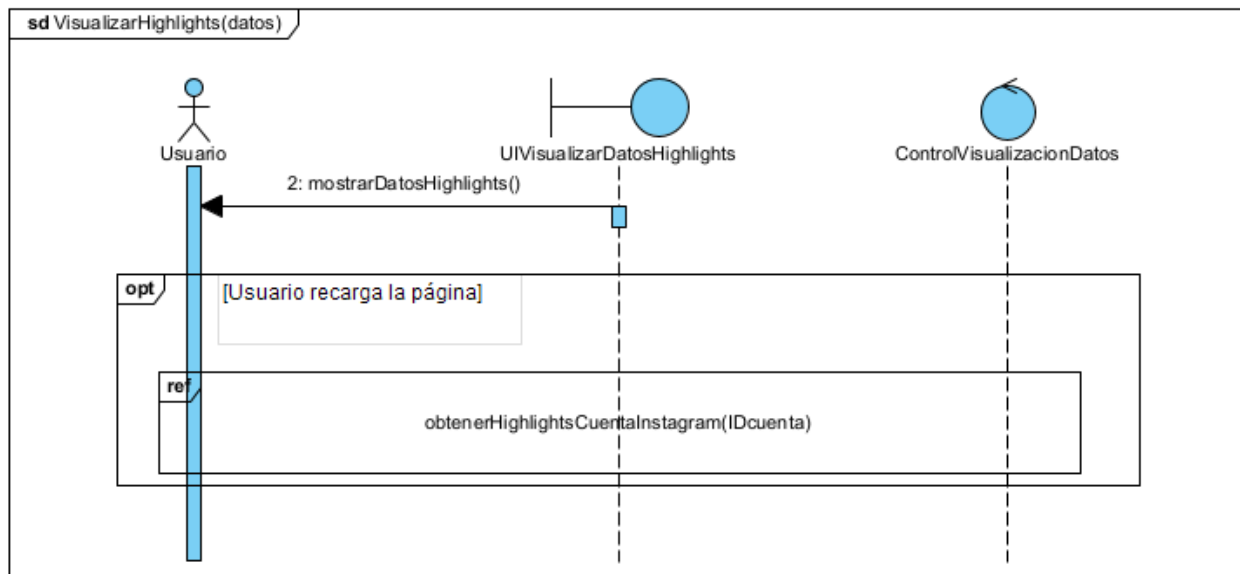 sd VisualizarHighlights(datos)
Usuario
UIVisualizarDatosHighlights
ControlVisualizacionDatos
2: mostrarDatosHighlights()
opt
[Usuario recarga la página]
ref
obtenerHighlightsCuentaInstagram(IDcuenta)